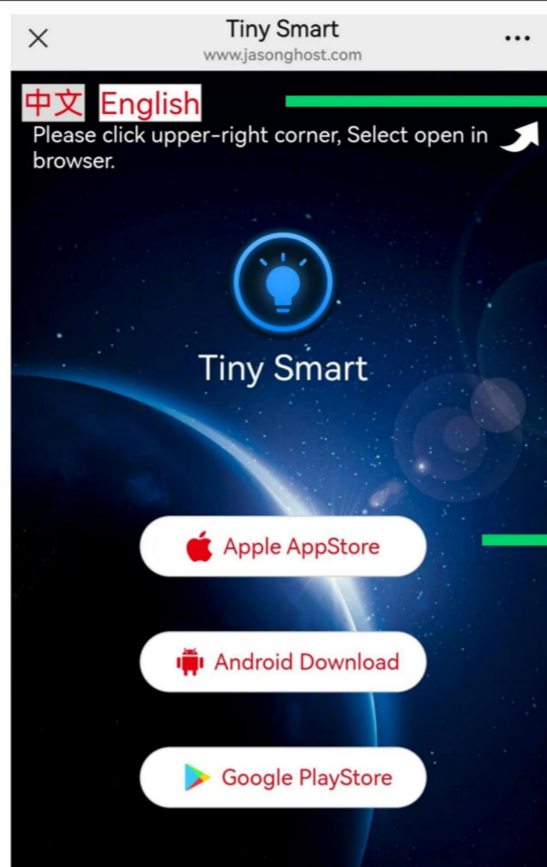 Tiny Smart
www.jasonghost.com
中文 English
Please click upper-right corner, Select open in
browser.
Tiny Smart
Apple AppStore
Android Download
Google PlayStore